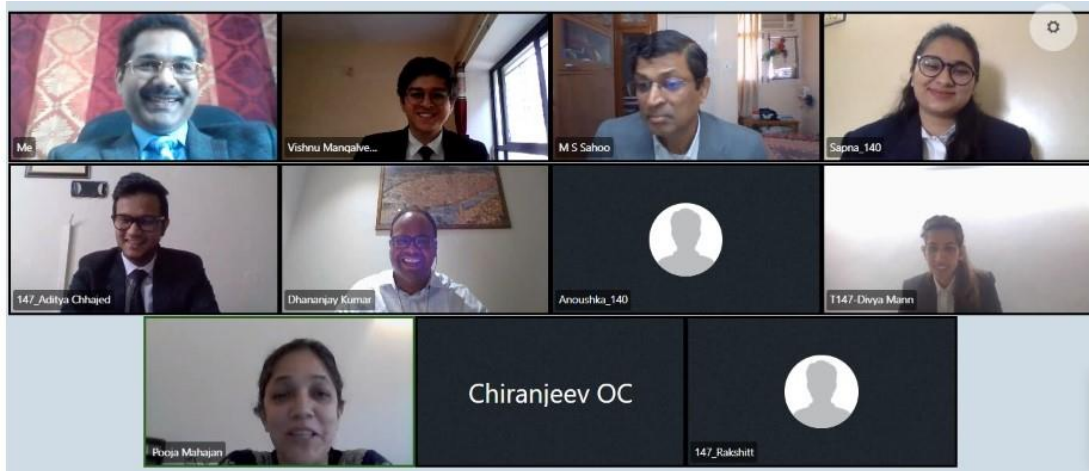 Me
Vishnu Mangalve...
M S Sahoo
Sapna_140
147_Aditya Chhajed
Dhananjay Kumar
Anoushka_140
T147-Divya Mann
Pooja Mahajan
Chiranjeev OC
147_Rakshitt